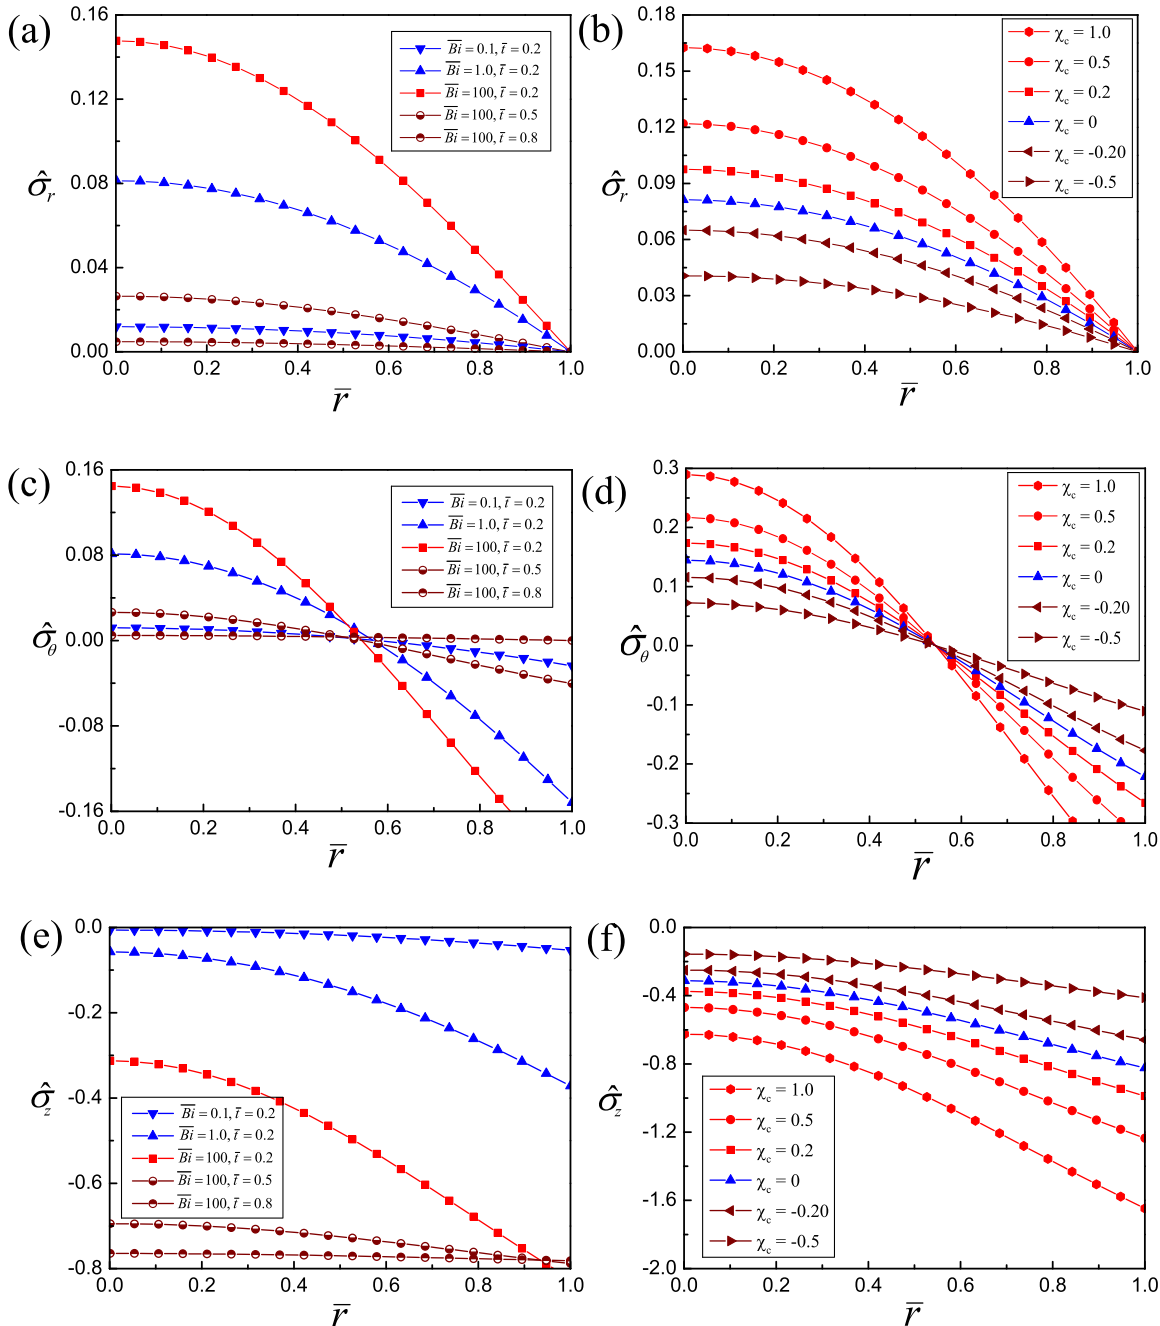 (a)
0.16
0.12
0.08
0.04
0.00
σ̂r
B̄i=0.1, t̄=0.2
B̄i=1.0, t̄=0.2
B̄i=100, t̄=0.2
B̄i=100, t̄=0.5
B̄i=100, t̄=0.8
0.0 0.2 0.4 0.6 0.8 1.0
r̄
(b)
0.18
0.15
0.12
0.09
0.06
0.03
0.00
σ̂r
χc = 1.0
χc = 0.5
χc = 0.2
χc = 0
χc = -0.20
χc = -0.5
0.0 0.2 0.4 0.6 0.8 1.0
r̄
(c)
0.16
0.08
0.00
-0.08
-0.16
σ̂θ
B̄i=0.1, t̄=0.2
B̄i=1.0, t̄=0.2
B̄i=100, t̄=0.2
B̄i=100, t̄=0.5
B̄i=100, t̄=0.8
0.0 0.2 0.4 0.6 0.8 1.0
r̄
(d)
0.3
0.2
0.1
0.0
-0.1
-0.2
-0.3
σ̂θ
χc = 1.0
χc = 0.5
χc = 0.2
χc = 0
χc = -0.20
χc = -0.5
0.0 0.2 0.4 0.6 0.8 1.0
r̄
(e)
0.0
-0.2
-0.4
-0.6
-0.8
σ̂z
B̄i=0.1, t̄=0.2
B̄i=1.0, t̄=0.2
B̄i=100, t̄=0.2
B̄i=100, t̄=0.5
B̄i=100, t̄=0.8
0.0 0.2 0.4 0.6 0.8 1.0
r̄
(f)
0.0
-0.4
-0.8
-1.2
-1.6
-2.0
σ̂z
χc = 1.0
χc = 0.5
χc = 0.2
χc = 0
χc = -0.20
χc = -0.5
0.0 0.2 0.4 0.6 0.8 1.0
r̄